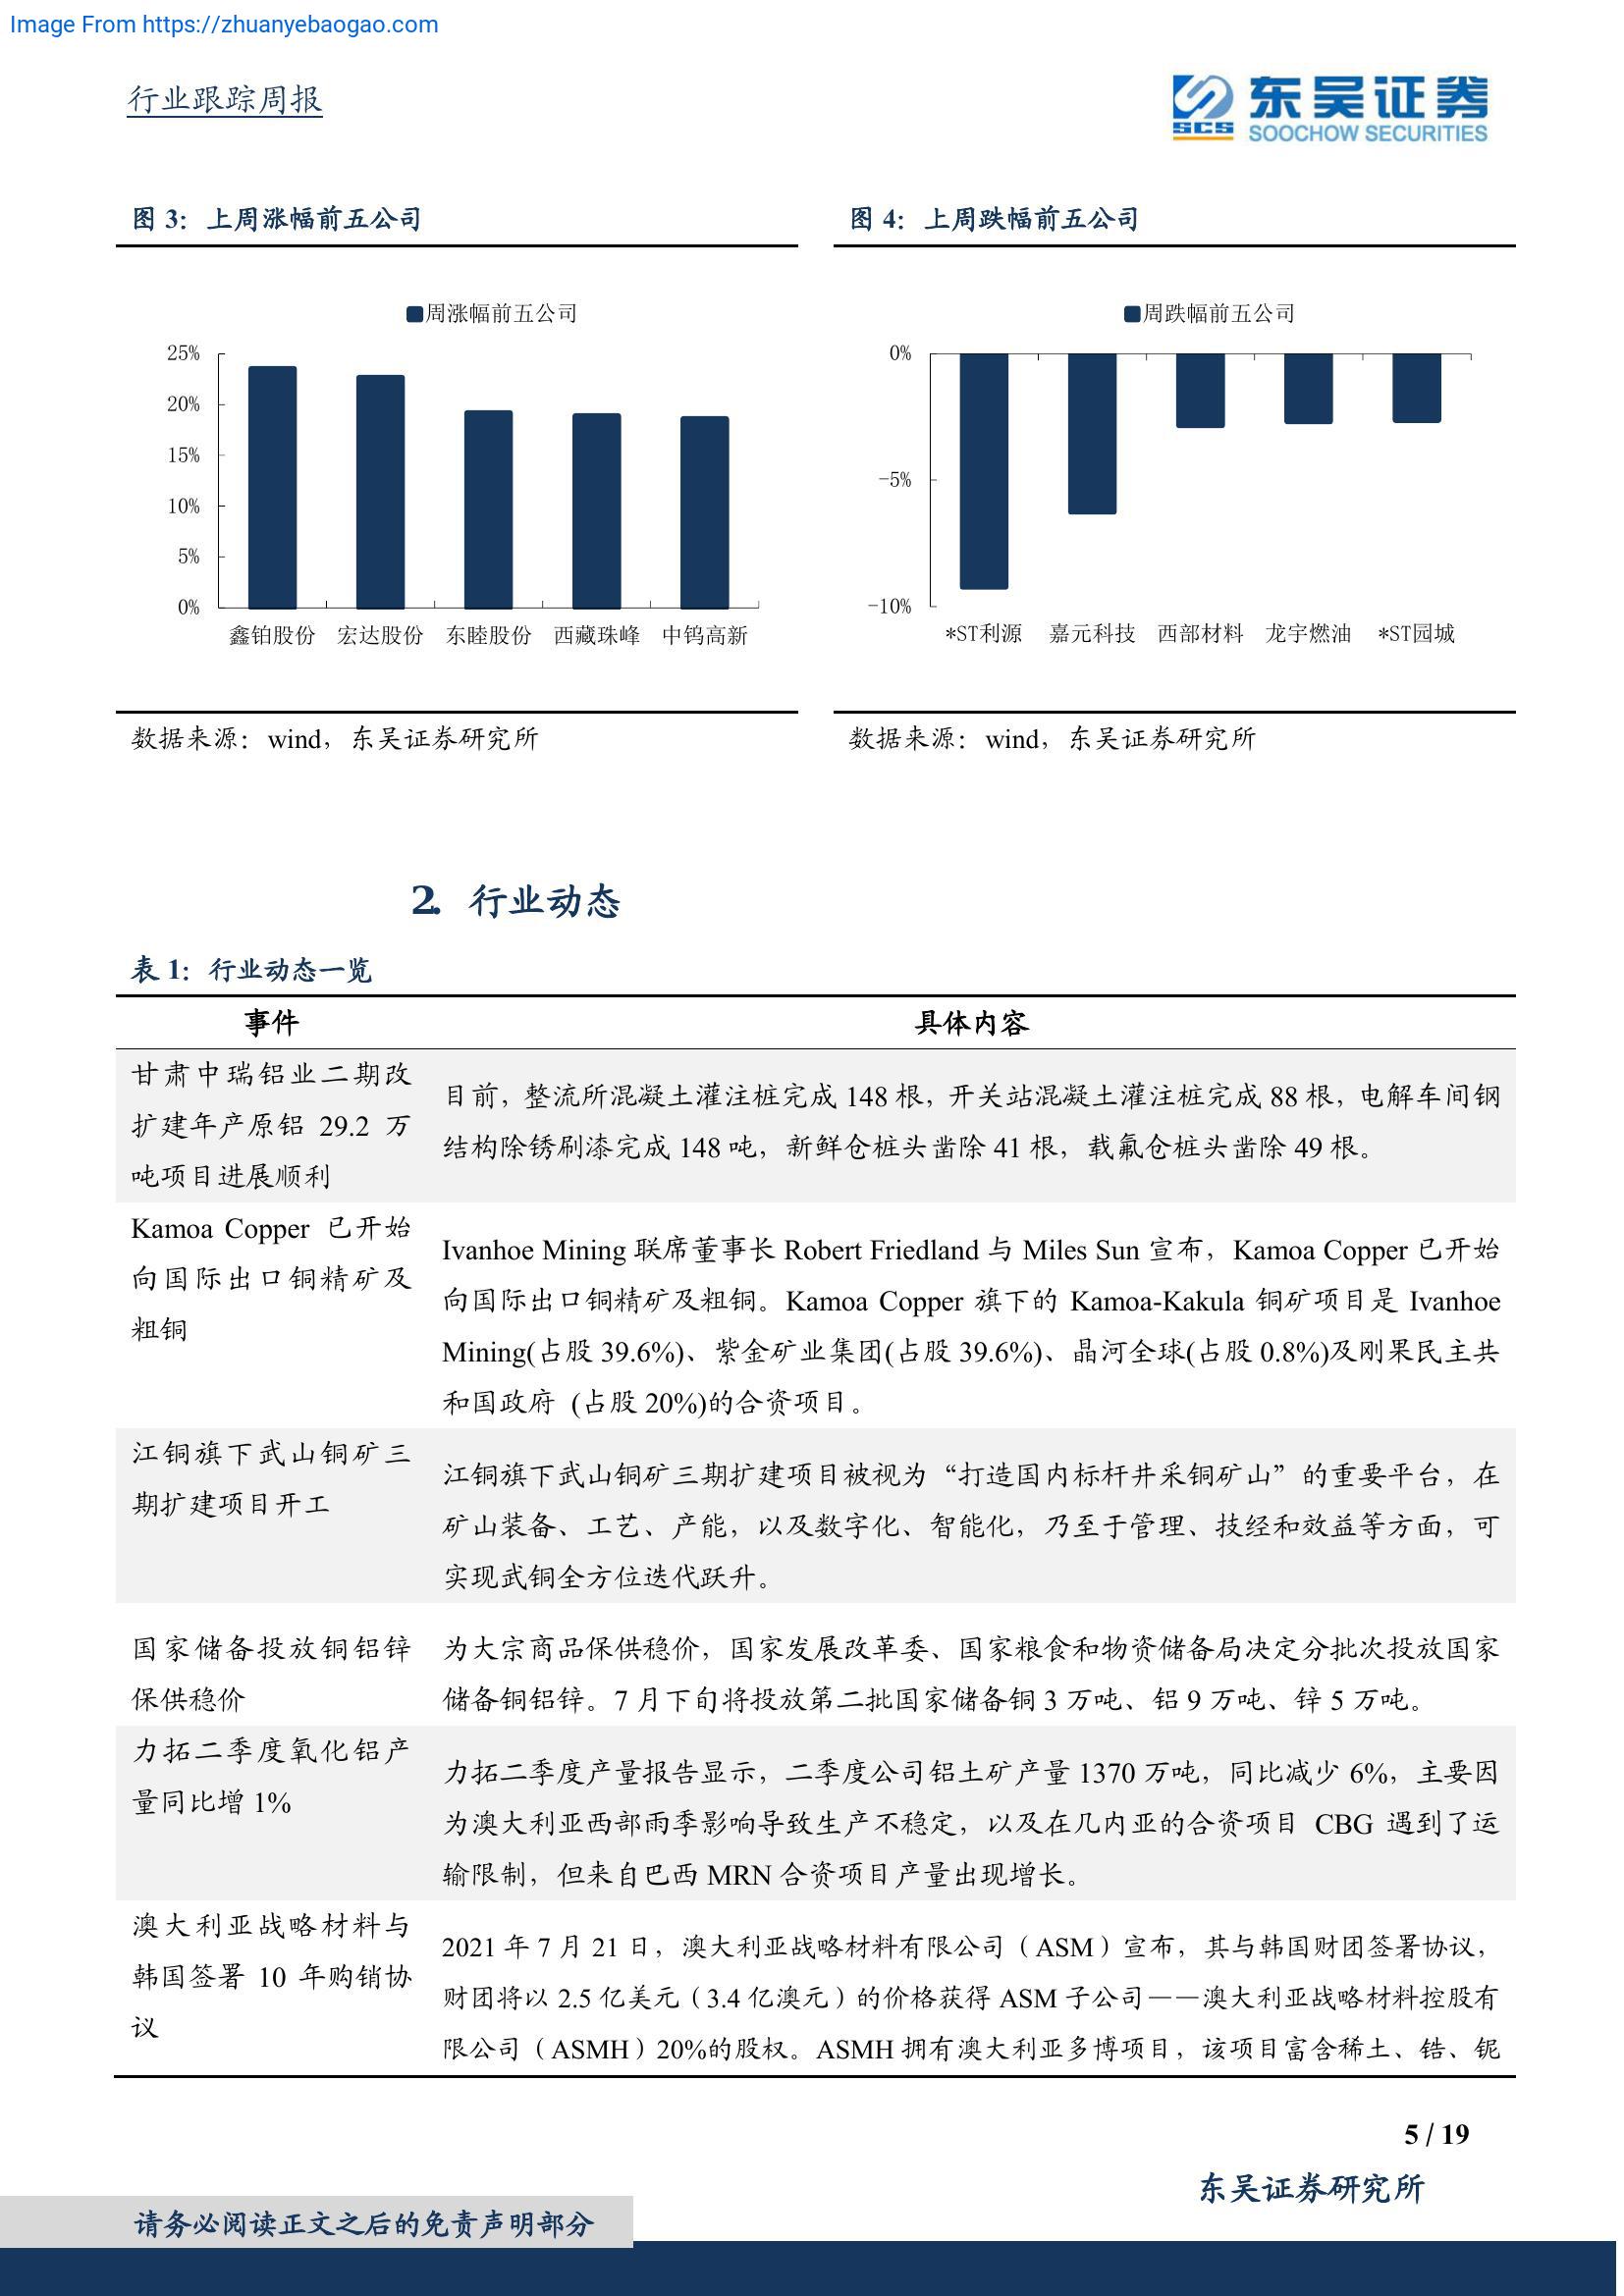 Image From https://zhuanyebaogao.com
行业跟踪周报
SCS
东吴证券
SOOCHOW SECURITIES
图 3：上周涨幅前五公司
周涨幅前五公司
25%
20%
15%
10%
5%
0%
鑫铂股份 宏达股份 东睦股份 西藏珠峰 中钨高新
数据来源：wind，东吴证券研究所
图 4：上周跌幅前五公司
周跌幅前五公司
0%
-5%
-10%
*ST利源 嘉元科技 西部材料 龙宇燃油 *ST园城
数据来源：wind，东吴证券研究所
2. 行业动态
表 1：行业动态一览
事件 具体内容
甘肃中瑞铝业二期改
扩建年产原铝 29.2 万
吨项目进展顺利
目前，整流所混凝土灌注桩完成 148 根，开关站混凝土灌注桩完成 88 根，电解车间钢
结构除锈刷漆完成 148 吨，新鲜仓桩头凿除 41 根，载氟仓桩头凿除 49 根。
Kamoa Copper 已开始
向国际出口铜精矿及
粗铜
Ivanhoe Mining 联席董事长 Robert Friedland 与 Miles Sun 宣布，Kamoa Copper 已开始
向国际出口铜精矿及粗铜。Kamoa Copper 旗下的 Kamoa-Kakula 铜矿项目是 Ivanhoe
Mining(占股 39.6%)、紫金矿业集团(占股 39.6%)、晶河全球(占股 0.8%)及刚果民主共
和国政府 (占股 20%)的合资项目。
江铜旗下武山铜矿三
期扩建项目开工
江铜旗下武山铜矿三期扩建项目被视为“打造国内标杆井采铜矿山”的重要平台，在
矿山装备、工艺、产能，以及数字化、智能化，乃至于管理、技经和效益等方面，可
实现武铜全方位迭代跃升。
国家储备投放铜铝锌
保供稳价
为大宗商品保供稳价，国家发展改革委、国家粮食和物资储备局决定分批次投放国家
储备铜铝锌。7 月下旬将投放第二批国家储备铜 3 万吨、铝 9 万吨、锌 5 万吨。
力拓二季度氧化铝产
量同比增 1%
力拓二季度产量报告显示，二季度公司铝土矿产量 1370 万吨，同比减少 6%，主要因
为澳大利亚西部雨季影响导致生产不稳定，以及在几内亚的合资项目 CBG 遇到了运
输限制，但来自巴西 MRN 合资项目产量出现增长。
澳大利亚战略材料与
韩国签署 10 年购销协
议
2021 年 7 月 21 日，澳大利亚战略材料有限公司（ASM）宣布，其与韩国财团签署协议，
财团将以 2.5 亿美元（3.4 亿澳元）的价格获得 ASM 子公司——澳大利亚战略材料控股有
限公司（ASMH）20%的股权。ASMH 拥有澳大利亚多博项目，该项目富含稀土、锆、铌
5 / 19
东吴证券研究所
请务必阅读正文之后的免责声明部分